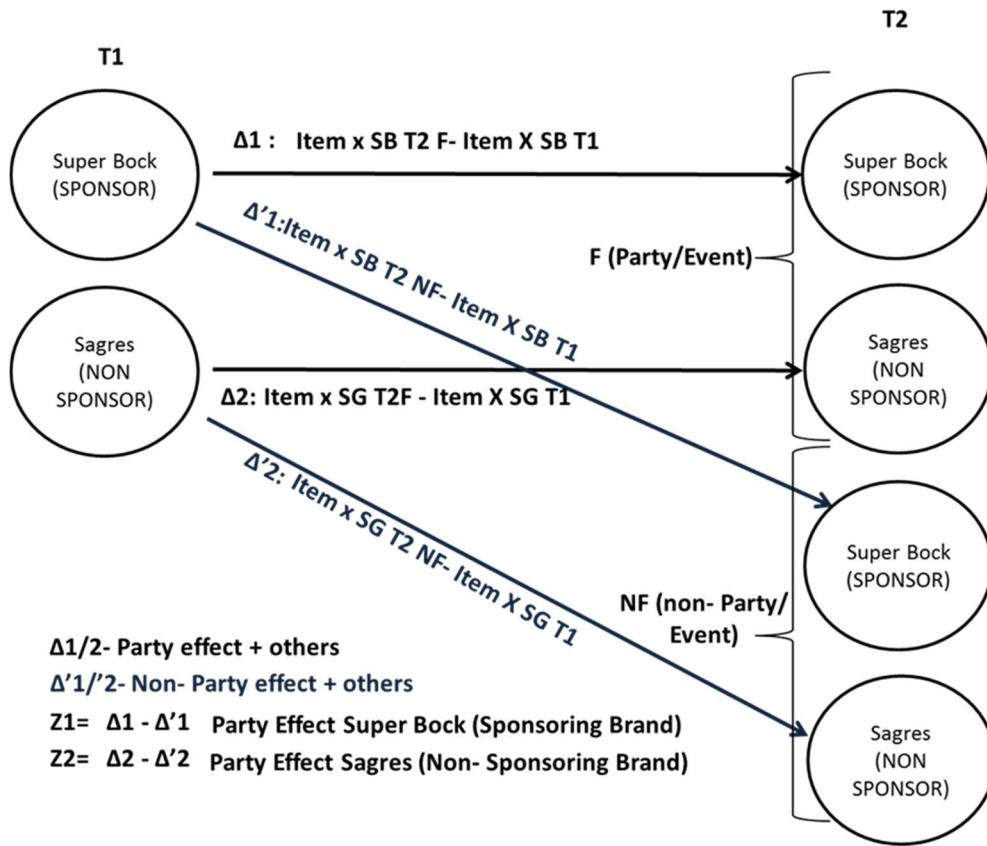 T1
T2
Super Bock
(SPONSOR)
Δ1 : Item x SB T2 F- Item X SB T1
Super Bock
(SPONSOR)
Δ'1:Item x SB T2 NF- Item X SB T1
F (Party/Event)
Sagres
(NON
SPONSOR)
Sagres
(NON
SPONSOR)
Δ2: Item x SG T2F - Item X SG T1
Δ'2: Item x SG T2 NF- Item X SG T1
Super Bock
(SPONSOR)
NF (non- Party/
Event)
Δ1/2- Party effect + others
Δ'1/'2- Non- Party effect + others
Z1= Δ1 - Δ'1 Party Effect Super Bock (Sponsoring Brand)
Z2= Δ2 - Δ'2 Party Effect Sagres (Non- Sponsoring Brand)
Sagres
(NON
SPONSOR)